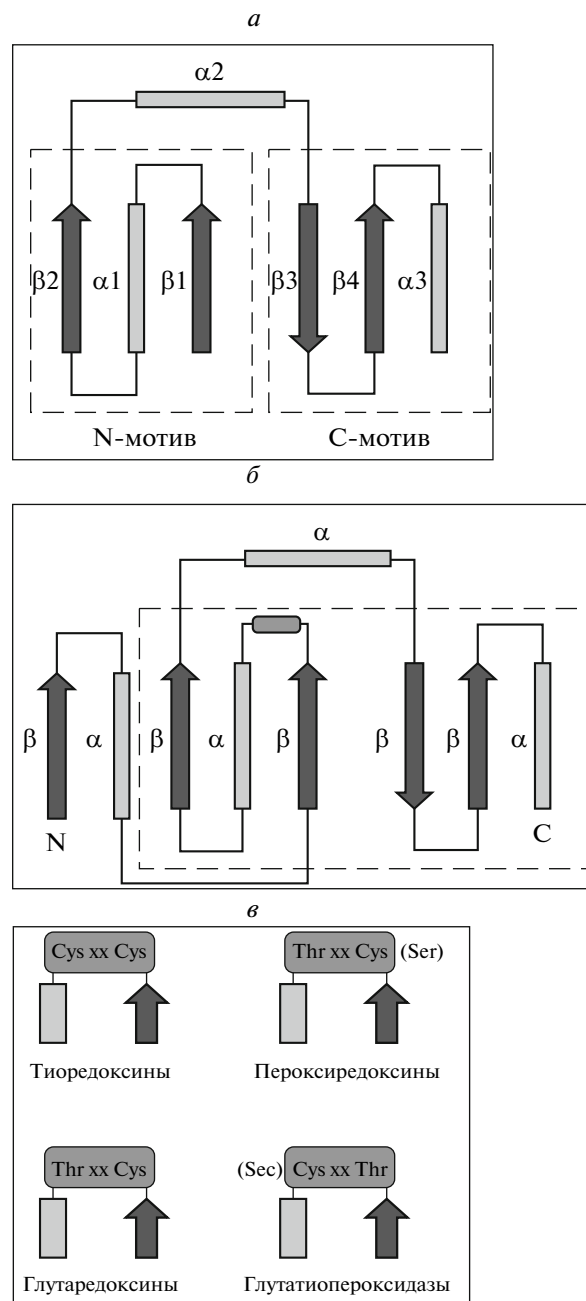 а
α2
β2 α1 β1 β3 β4 α3
N-мотив C-мотив
б
α
β α β α β β β α
N C
в
Cys xx Cys Thr xx Cys (Ser)
Тиоредоксины Пероксиредоксины
Thr xx Cys (Sec) Cys xx Thr
Глутаредоксины Глутатиопероксидазы